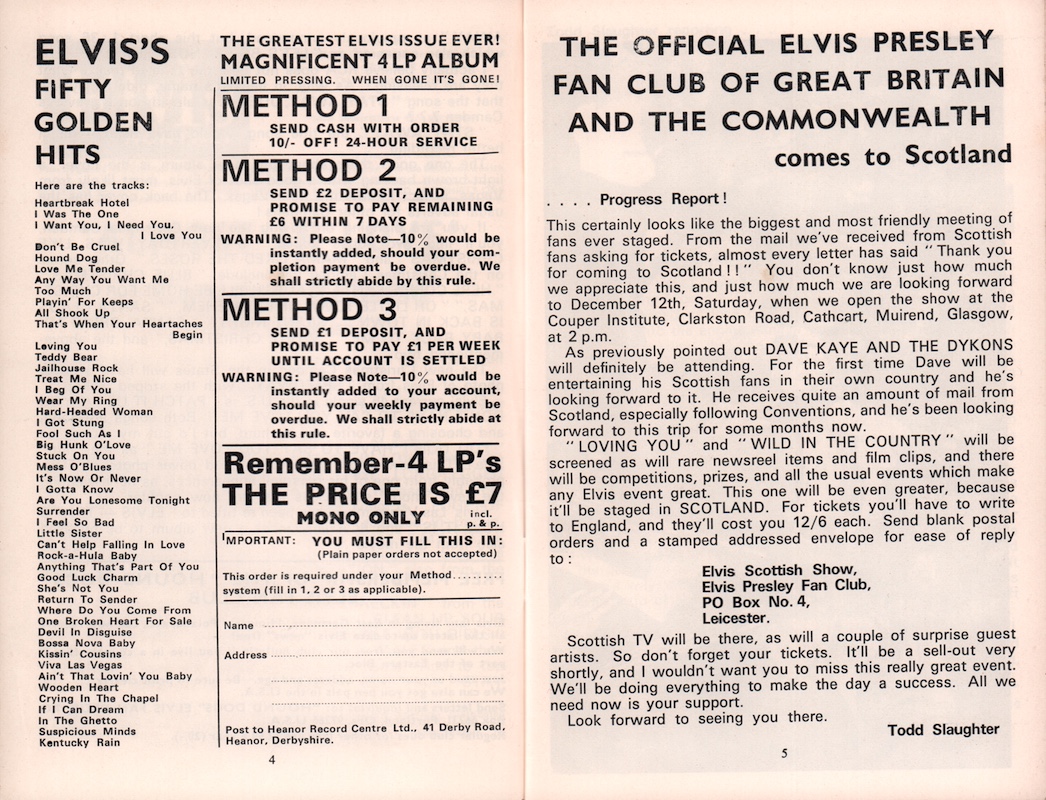 ELVIS'S
FIFTY
GOLDEN
HITS
Here are the tracks:
Heartbreak Hotel
I Was The One
I Want You, I Need You,
I Love You
Don't Be Cruel
Hound Dog
Love Me Tender
Any Way You Want Me
Too Much
Playin' For Keeps
All Shook Up
That's When Your Heartaches
Begin
Loving You
Teddy Bear
Jailhouse Rock
Treat Me Nice
I Beg Of You
Wear My Ring
Hard-Headed Woman
I Got Stung
Fool Such As I
Big Hunk O'Love
Stuck On You
Mess O'Blues
It's Now Or Never
I Gotta Know
Are You Lonesome Tonight
Surrender
I Feel So Bad
Little Sister
Can't Help Falling In Love
Rock-a-Hula Baby
Anything That's Part Of You
Good Luck Charm
She's Not You
Return To Sender
Where Do You Come From
One Broken Heart For Sale
Devil In Disguise
Bossa Nova Baby
Kissin' Cousins
Viva Las Vegas
Ain't That Lovin' You Baby
Wooden Heart
Crying In The Chapel
If I Can Dream
In The Ghetto
Suspicious Minds
Kentucky Rain
THE GREATEST ELVIS ISSUE EVER!
MAGNIFICENT 4 LP ALBUM
LIMITED PRESSING. WHEN GONE IT'S GONE!
METHOD 1
SEND CASH WITH ORDER
10/- OFF! 24-HOUR SERVICE
METHOD 2
SEND £2 DEPOSIT, AND
PROMISE TO PAY REMAINING
£6 WITHIN 7 DAYS
WARNING: Please Note—10% would be
instantly added, should your com-
pletion payment be overdue. We
shall strictly abide by this rule.
METHOD 3
SEND £1 DEPOSIT, AND
PROMISE TO PAY £1 PER WEEK
UNTIL ACCOUNT IS SETTLED
WARNING: Please Note—10% would be
instantly added to your account,
should your weekly payment be
overdue. We shall strictly abide at
this rule.
Remember-4 LP's
THE PRICE IS £7
MONO ONLY incl.
p. & p.
IMPORTANT: YOU MUST FILL THIS IN:
(Plain paper orders not accepted)
This order is required under your Method..........
system (fill in 1, 2 or 3 as applicable).
Name
Address
Post to Heanor Record Centre Ltd., 41 Derby Road,
Heanor, Derbyshire.
4
THE OFFICIAL ELVIS PRESLEY
FAN CLUB OF GREAT BRITAIN
AND THE COMMONWEALTH
comes to Scotland
. . . . Progress Report!
This certainly looks like the biggest and most friendly meeting of
fans ever staged. From the mail we've received from Scottish
fans asking for tickets, almost every letter has said "Thank you
for coming to Scotland!!" You don't know just how much
we appreciate this, and just how much we are looking forward
to December 12th, Saturday, when we open the show at the
Couper Institute, Clarkston Road, Cathcart, Muirend, Glasgow,
at 2 p.m.
As previously pointed out DAVE KAYE AND THE DYKONS
will definitely be attending. For the first time Dave will be
entertaining his Scottish fans in their own country and he's
looking forward to it. He receives quite an amount of mail from
Scotland, especially following Conventions, and he's been looking
forward to this trip for some months now.
"LOVING YOU" and "WILD IN THE COUNTRY" will be
screened as will rare newsreel items and film clips, and there
will be competitions, prizes, and all the usual events which make
any Elvis event great. This one will be even greater, because
it'll be staged in SCOTLAND. For tickets you'll have to write
to England, and they'll cost you 12/6 each. Send blank postal
orders and a stamped addressed envelope for ease of reply
to:
Elvis Scottish Show,
Elvis Presley Fan Club,
PO Box No. 4,
Leicester.
Scottish TV will be there, as will a couple of surprise guest
artists. So don't forget your tickets. It'll be a sell-out very
shortly, and I wouldn't want you to miss this really great event.
We'll be doing everything to make the day a success. All we
need now is your support.
Look forward to seeing you there.
Todd Slaughter
5